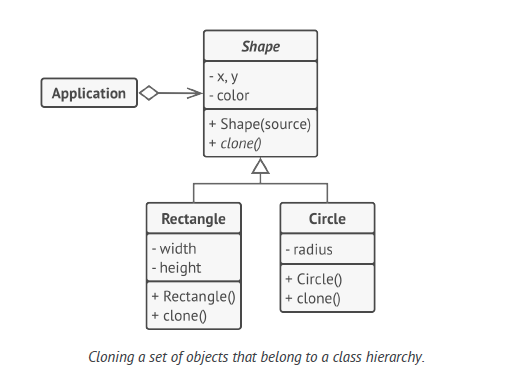 Shape
- x, y
- color
+ Shape(source)
+ clone()
Application
Rectangle
- width
- height
+ Rectangle()
+ clone()
Circle
- radius
+ Circle()
+ clone()
Cloning a set of objects that belong to a class hierarchy.